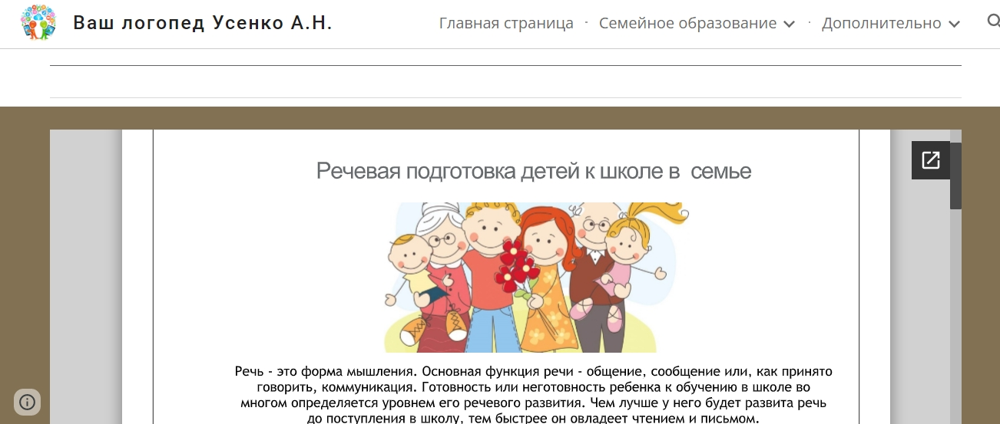 Ваш логопед Усенко А.Н.
Главная страница · Семейное образование · Дополнительно
Речевая подготовка детей к школе в семье
Речь - это форма мышления. Основная функция речи - общение, сообщение или, как принято
говорить, коммуникация. Готовность или неготовность ребенка к обучению в школе во
многом определяется уровнем его речевого развития. Чем лучше у него будет развита речь
до поступления в школу, тем быстрее он овладеет чтением и письмом.